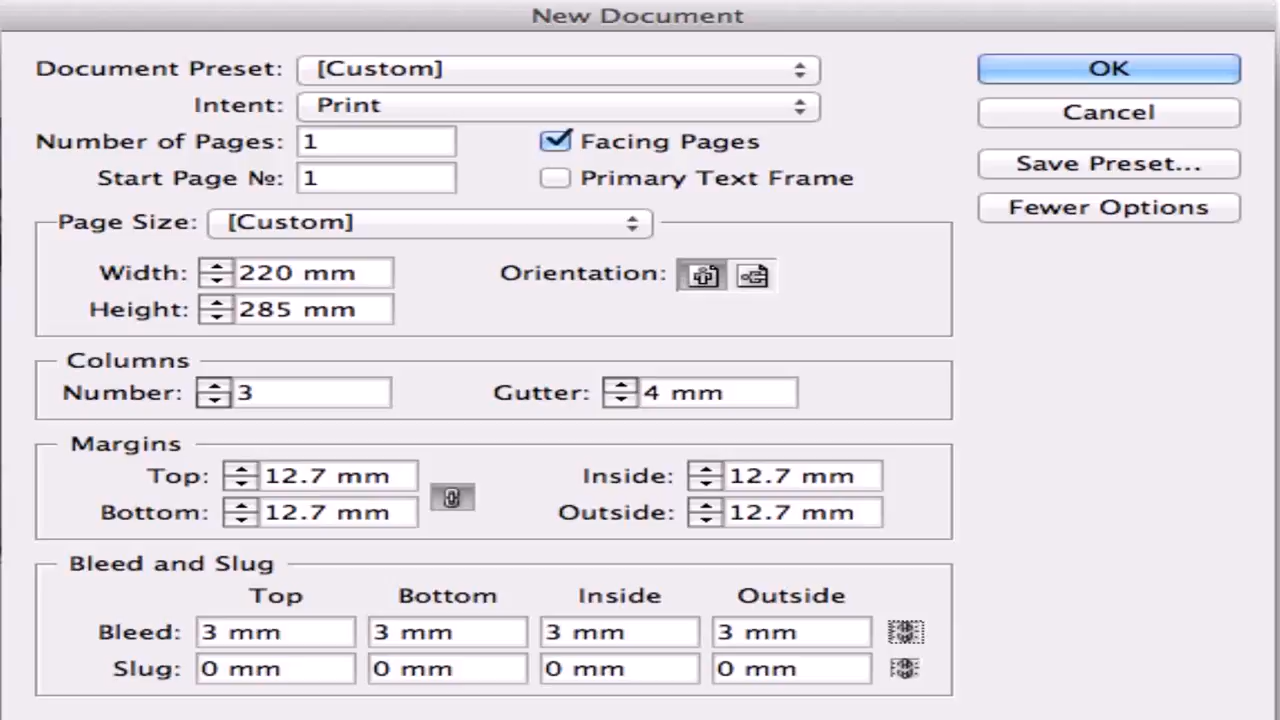 New Document
Document Preset: [Custom] OK
Intent: Print Cancel
Number of Pages: 1 Facing Pages Save Preset...
Start Page №: 1 Primary Text Frame Fewer Options
Page Size: [Custom]
Width: 220 mm Orientation:
Height: 285 mm
Columns
Number: 3 Gutter: 4 mm
Margins
Top: 12.7 mm Inside: 12.7 mm
Bottom: 12.7 mm Outside: 12.7 mm
Bleed and Slug
Top Bottom Inside Outside
Bleed: 3 mm 3 mm 3 mm 3 mm
Slug: 0 mm 0 mm 0 mm 0 mm